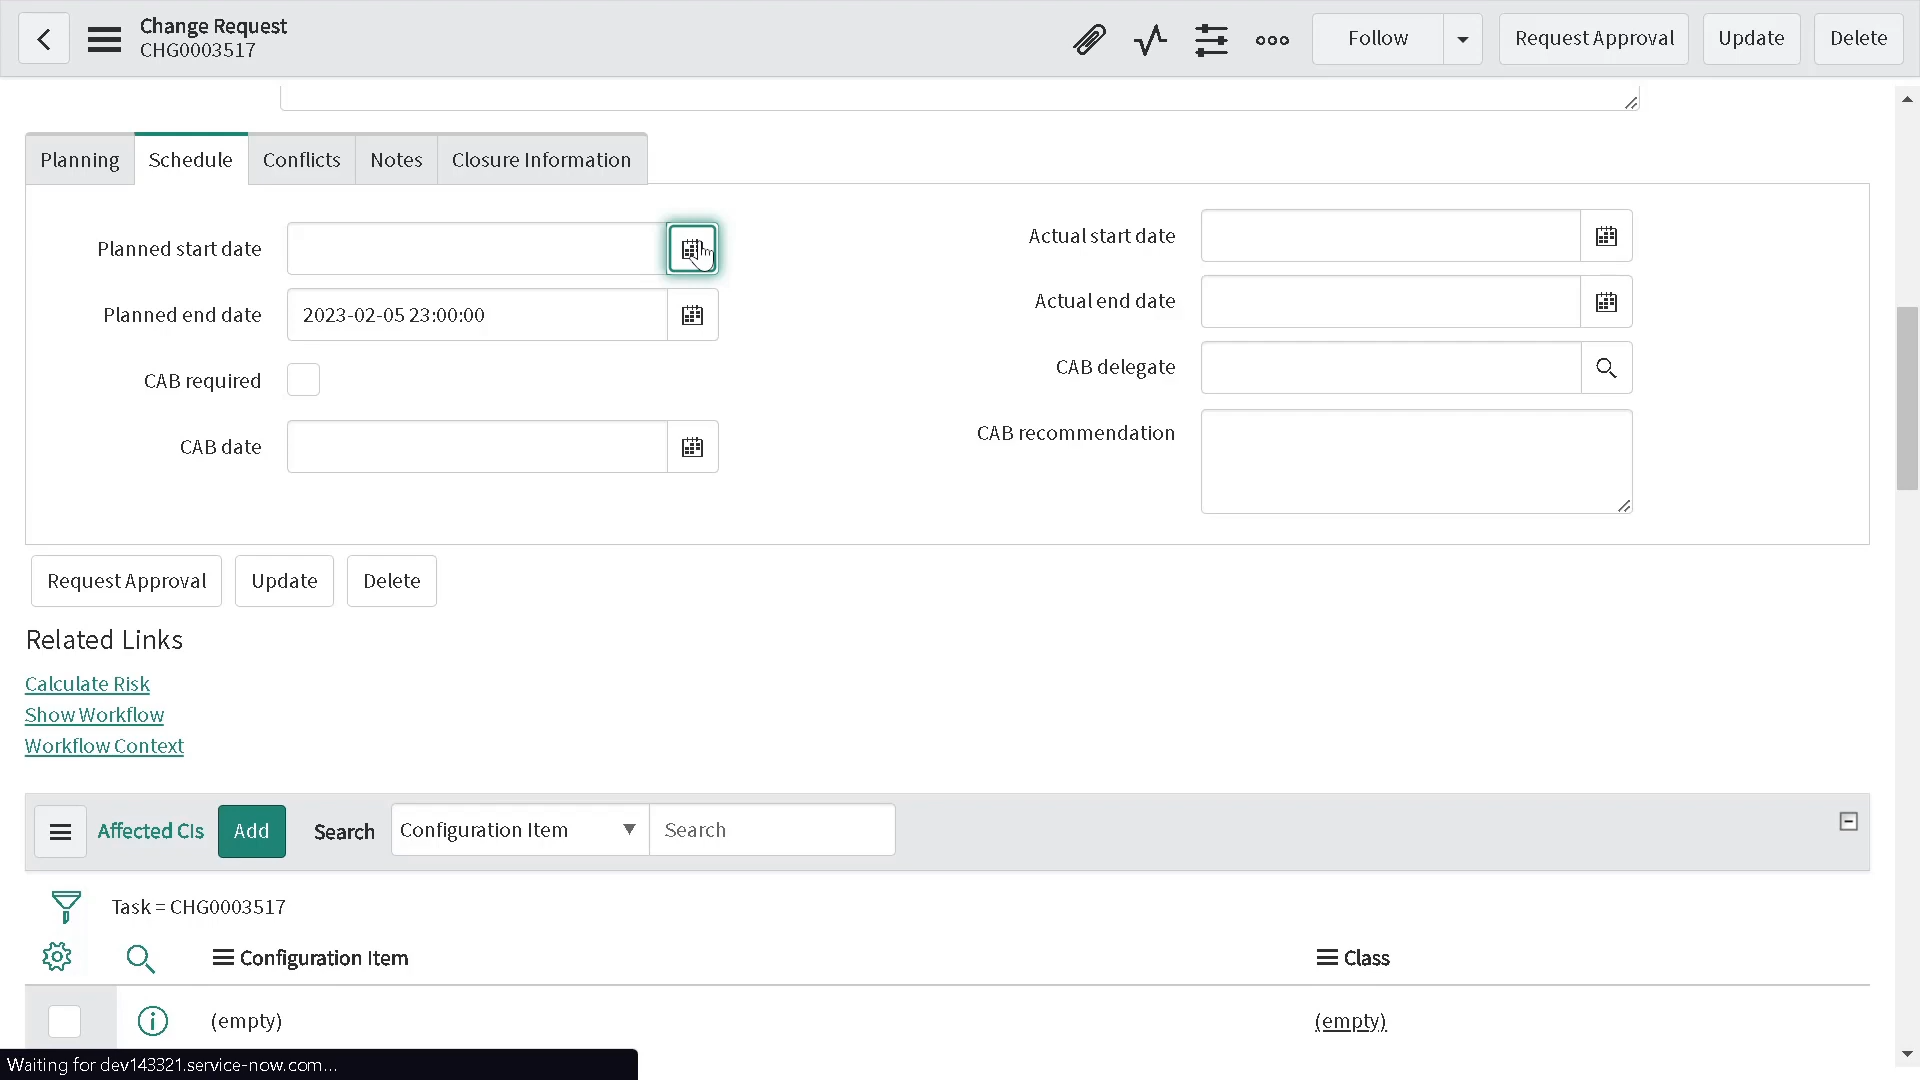 Change Request
CHG0003517
Follow
Request Approval
Update
Delete
Planning
Schedule
Conflicts
Notes
Closure Information
Planned start date
Planned end date
2023-02-05 23:00:00
CAB required
CAB date
Actual start date
Actual end date
CAB delegate
CAB recommendation
Request Approval
Update
Delete
Related Links
Calculate Risk
Show Workflow
Workflow Context
Affected CIs
Add
Search
Configuration Item
Search
Task = CHG0003517
Configuration Item
Class
(empty)
(empty)
Waiting for dev143321.service-now.com...